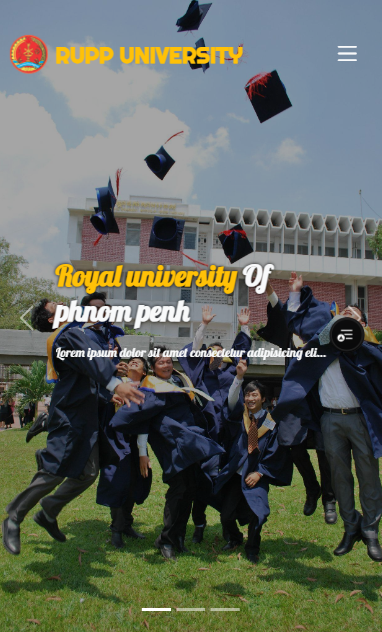 RUPP UNIVERSITY
Royal university Of
phnom penh
Lorem ipsum dolor sit amet consectetur adipisicing eli...